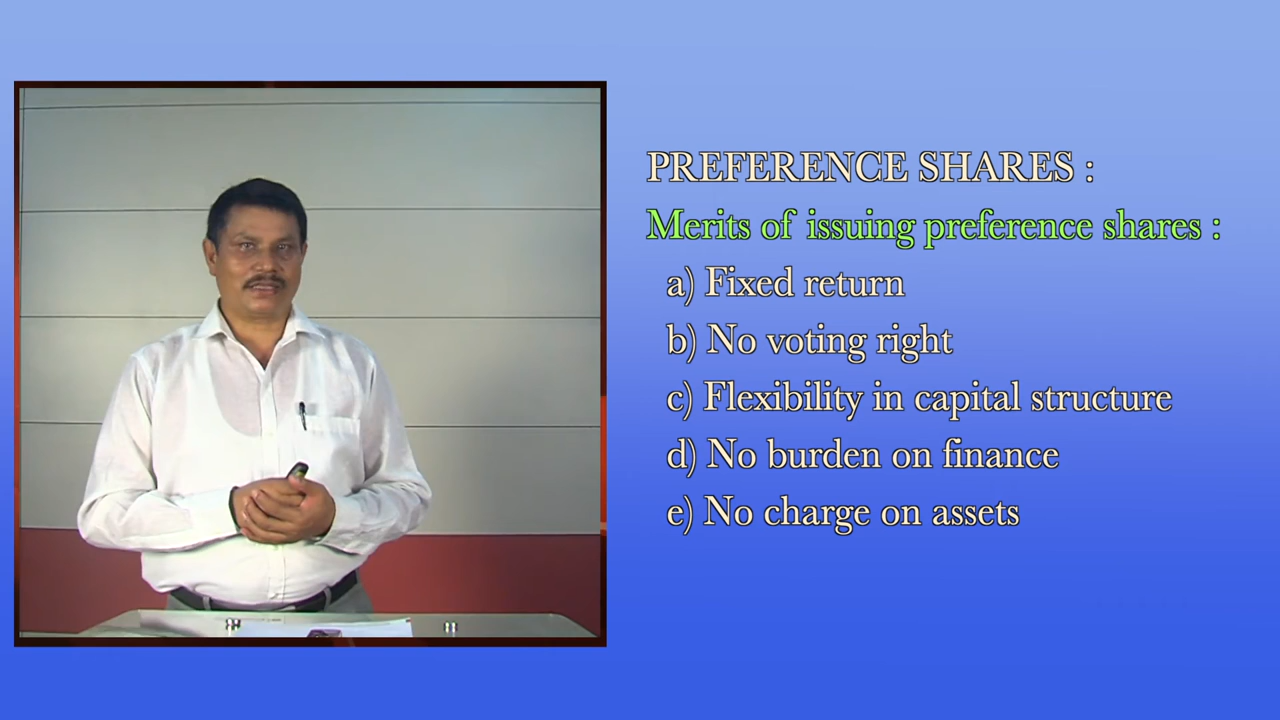 PREFERENCE SHARES :
Merits of issuing preference shares :
a) Fixed return
b) No voting right
c) Flexibility in capital structure
d) No burden on finance
e) No charge on assets